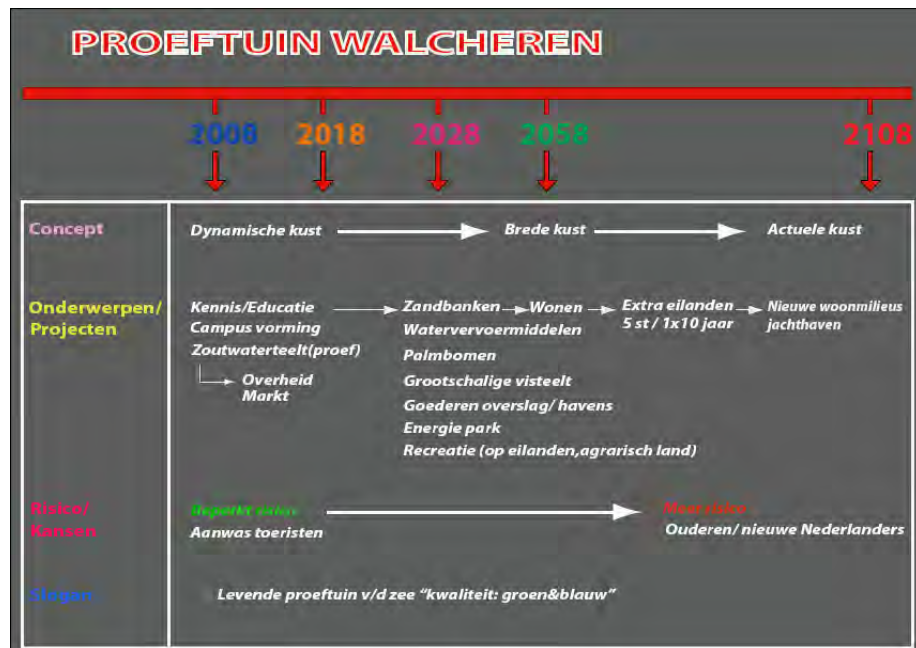 PROEFTUIN WALCHEREN
2008 2018 2028 2058 2108
Concept
Dynamische kust
Brede kust
Actuele kust
Onderwerpen/
Projecten
Kennis/Educatie
Campus vorming
Zoutwaterteelt(proef)
Overheid
Markt
Zandbanken
Watervervoermiddelen
Palmbomen
Grootschalige visteelt
Goederen overslag/ havens
Energie park
Recreatie (op eilanden,agrarisch land)
Wonen
Extra eilanden
5 st / 1x10 jaar
Nieuwe woonmilieus
jachthaven
Risico/
Kansen
Aanwas toeristen
Meer risico
Ouderen/ nieuwe Nederlanders
Slogan
Levende proeftuin v/d zee “kwaliteit: groen&blauw”